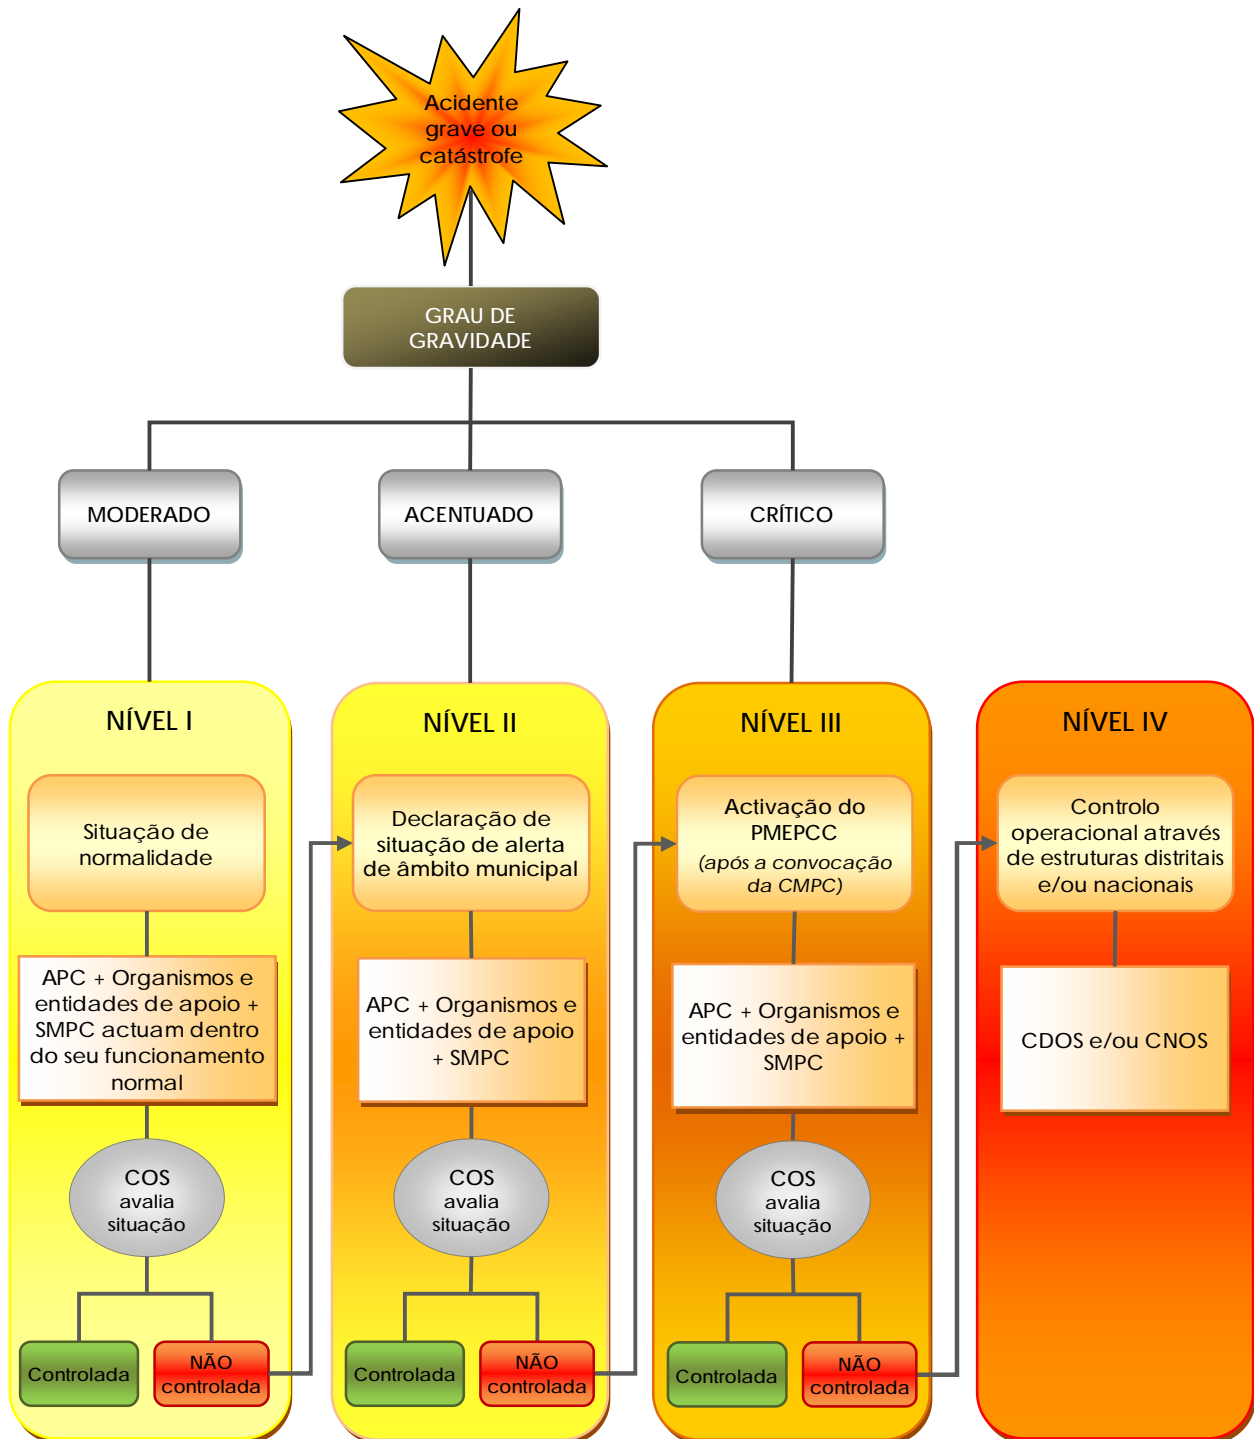 Acidente
grave ou
catástrofe
GRAU DE
GRAVIDADE
MODERADO
ACENTUADO
CRÍTICO
NÍVEL I
Situação de
normalidade
APC + Organismos e
entidades de apoio +
SMPC actuam dentro
do seu funcionamento
normal
COS
avalia
situação
Controlada
NÃO
controlada
NÍVEL II
Declaração de
situação de alerta
de âmbito municipal
APC + Organismos e
entidades de apoio
+ SMPC
COS
avalia
situação
Controlada
NÃO
controlada
NÍVEL III
Activação do
PMEPCC
(após a convocação
da CMPC)
APC + Organismos e
entidades de apoio +
SMPC
COS
avalia
situação
Controlada
NÃO
controlada
NÍVEL IV
Controlo
operacional através
de estruturas distritais
e/ou nacionais
CDOS e/ou CNOS